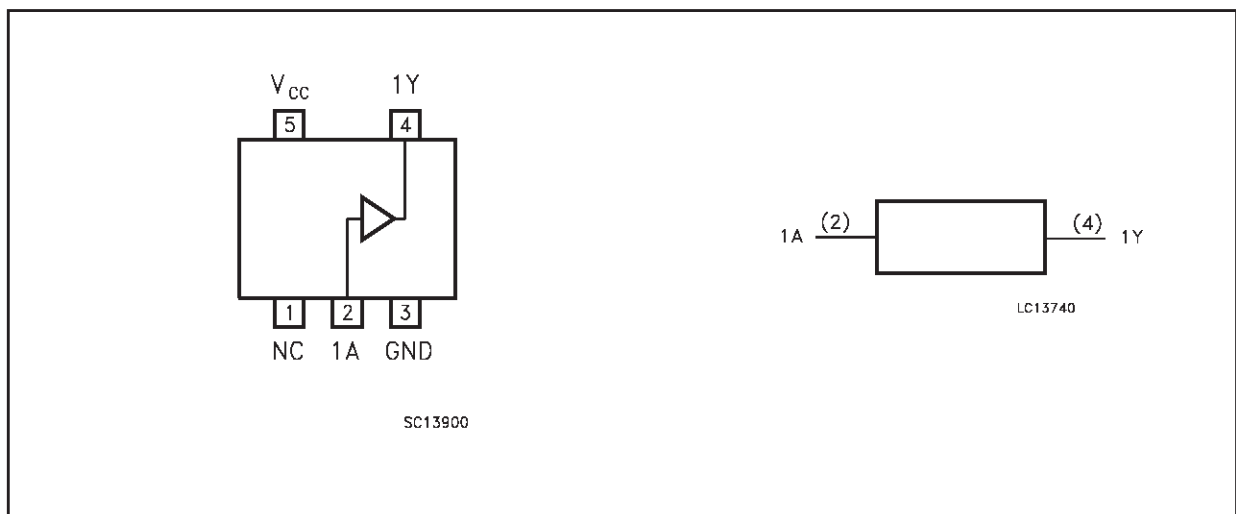 VCC 1Y
5 4
1 2 3
NC 1A GND
SC13900
1A (2) (4) 1Y
LC13740